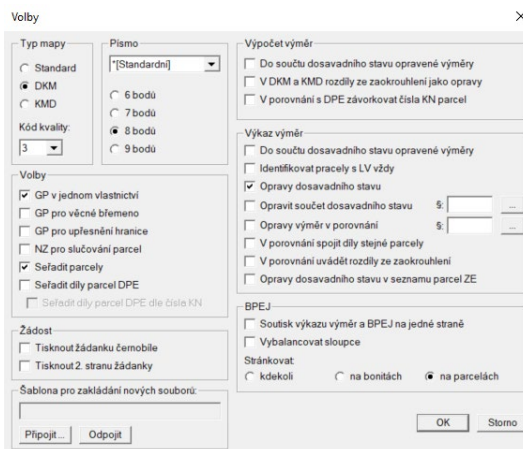 Volby
Typ mapy
Standard
DKM
KMD
Kód kvality:
3
Písmo
*[Standardní]
6 bodů
7 bodů
8 bodů
9 bodů
Volby
GP v jednom vlastnictví
GP pro věcné břemeno
GP pro upřesnění hranice
NZ pro slučování parcel
Seřadit parcely
Seřadit díly parcel DPE
Seřadit díly parcel DPE dle čísla KN
Žádost
Tisknout žádanku černobíle
Tisknout 2. stranu žádanky
Šablona pro zakládání nových souborů:
Připojit...
Odpojit
Výpočet výměr
Do součtu dosavadního stavu opravené výměry
V DKM a KMD rozdíly ze zaokrouhlení jako opravy
V porovnání s DPE závorkovat čísla KN parcel
Výkaz výměr
Do součtu dosavadního stavu opravené výměry
Identifikovat pracely s LV vždy
Opravy dosavadního stavu
Opravit součet dosavadního stavu §: ...
Opravy výměr v porovnání §: ...
V porovnání spojit díly stejné parcely
V porovnání uvádět rozdíly ze zaokrouhlení
Opravy dosavadního stavu v seznamu parcel ZE
BPEJ
Soutisk výkazu výměr a BPEJ na jedné straně
Vybalancovat sloupce
Stránkovat:
kdekoli
na bonitách
na parcelách
OK
Storno